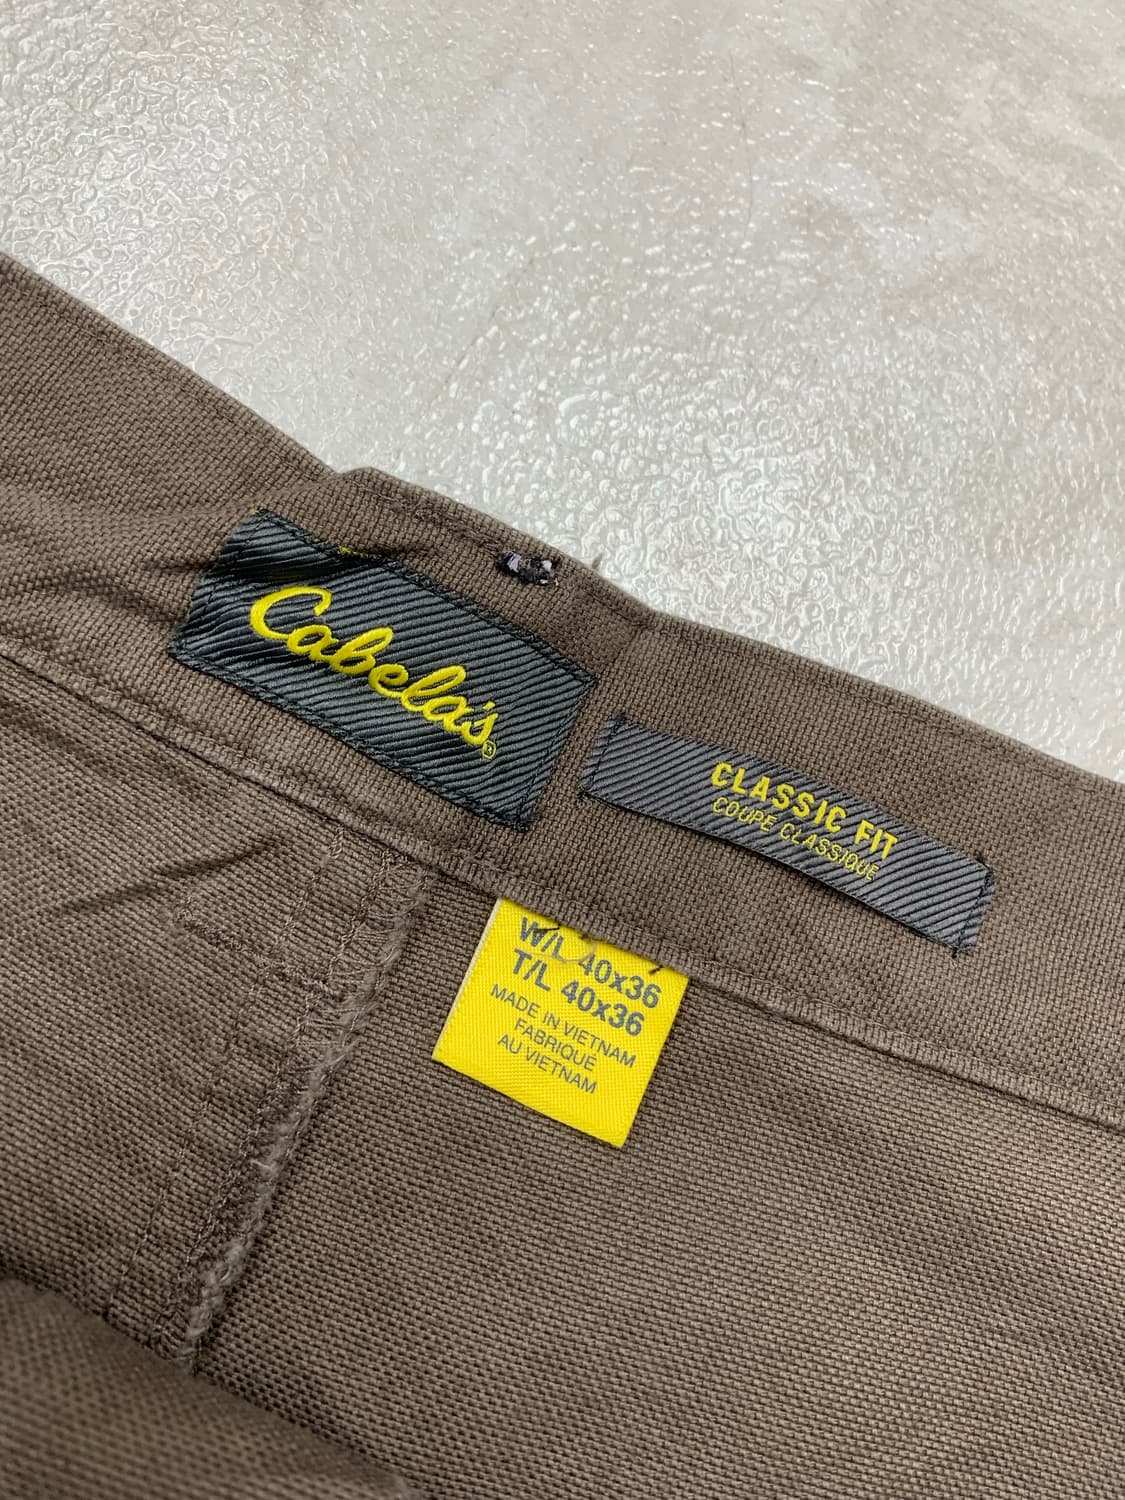 Cabela's®
CLASSIC FIT
COUPE CLASSIQUE
W/L 40x36
T/L 40x36
MADE IN VIETNAM
FABRIQUÉ
AU VIETNAM